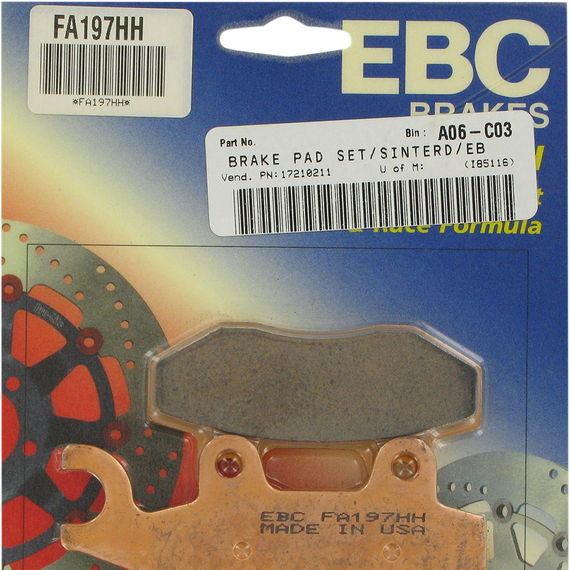 FA197HH
*FA197HH*
EBC
BRAKES
Part No.
Bin: A06-C03
BRAKE PAD SET/SINTERD/EB
Vend. PN: 17210211 U of M: (I85116)
& Race Formula
EBC FA197HH
MADE IN USA